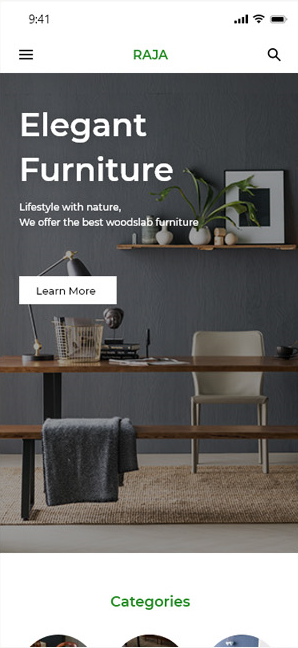 9:41
RAJA
Elegant
Furniture
Lifestyle with nature,
We offer the best woodslab furniture
Learn More
Categories